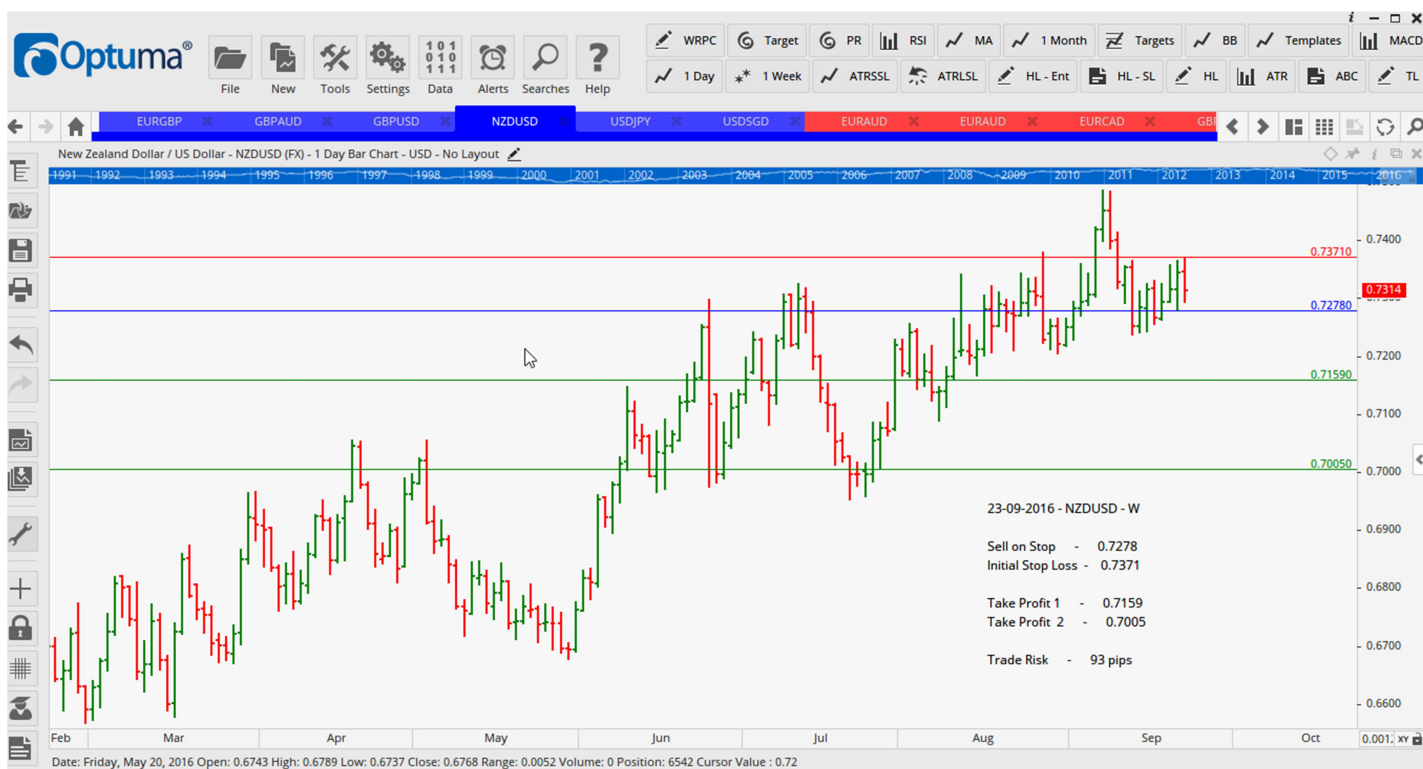 i
Optuma®
WRPC Target PR RSI MA 1 Month Targets BB Templates MACD
1 Day 1 Week ATRSSL ATRLSL HL - Ent HL - SL HL ATR ABC TL
101
010
111
File New Tools Settings Data Alerts Searches Help
EURGBP GBPAUD GBPUSD NZDUSD USDJPY USDSGD EURAUD EURAUD EURCAD
New Zealand Dollar / US Dollar - NZDUSD (FX) - 1 Day Bar Chart - USD - No Layout
1991 1992 1993 1994 1995 1996 1997 1998 1999 2000 2001 2002 2003 2004 2005 2006 2007 2008 2009 2010 2011 2012 2013 2014 2015 2016
0.7400
0.73710
0.7314
0.72780
0.7200
0.71590
0.7100
0.70050
0.7000
23-09-2016 - NZDUSD - W
0.6900
Sell on Stop - 0.7278
Initial Stop Loss - 0.7371
0.6800
Take Profit 1 - 0.7159
Take Profit 2 - 0.7005
0.6700
Trade Risk - 93 pips
0.6600
Feb Mar Apr May Jun Jul Aug Sep Oct XY
Date: Friday, May 20, 2016 Open: 0.6743 High: 0.6789 Low: 0.6737 Close: 0.6768 Range: 0.0052 Volume: 0 Position: 6542 Cursor Value : 0.72